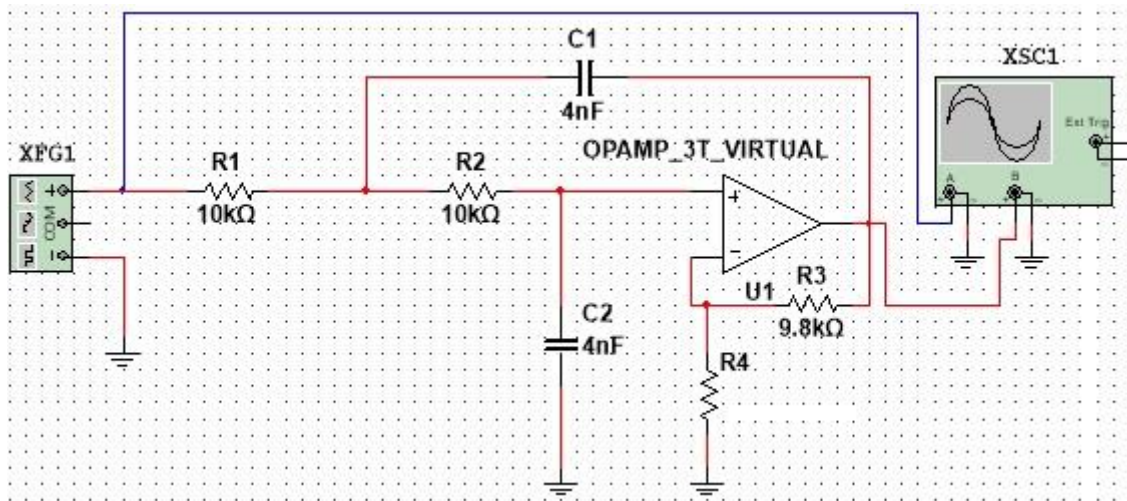 C1
4nF
XSC1
Ext Trig
A
B
OPAMP_3T_VIRTUAL
XFG1
COM
R1
10kΩ
R2
10kΩ
U1
R3
9.8kΩ
C2
4nF
R4